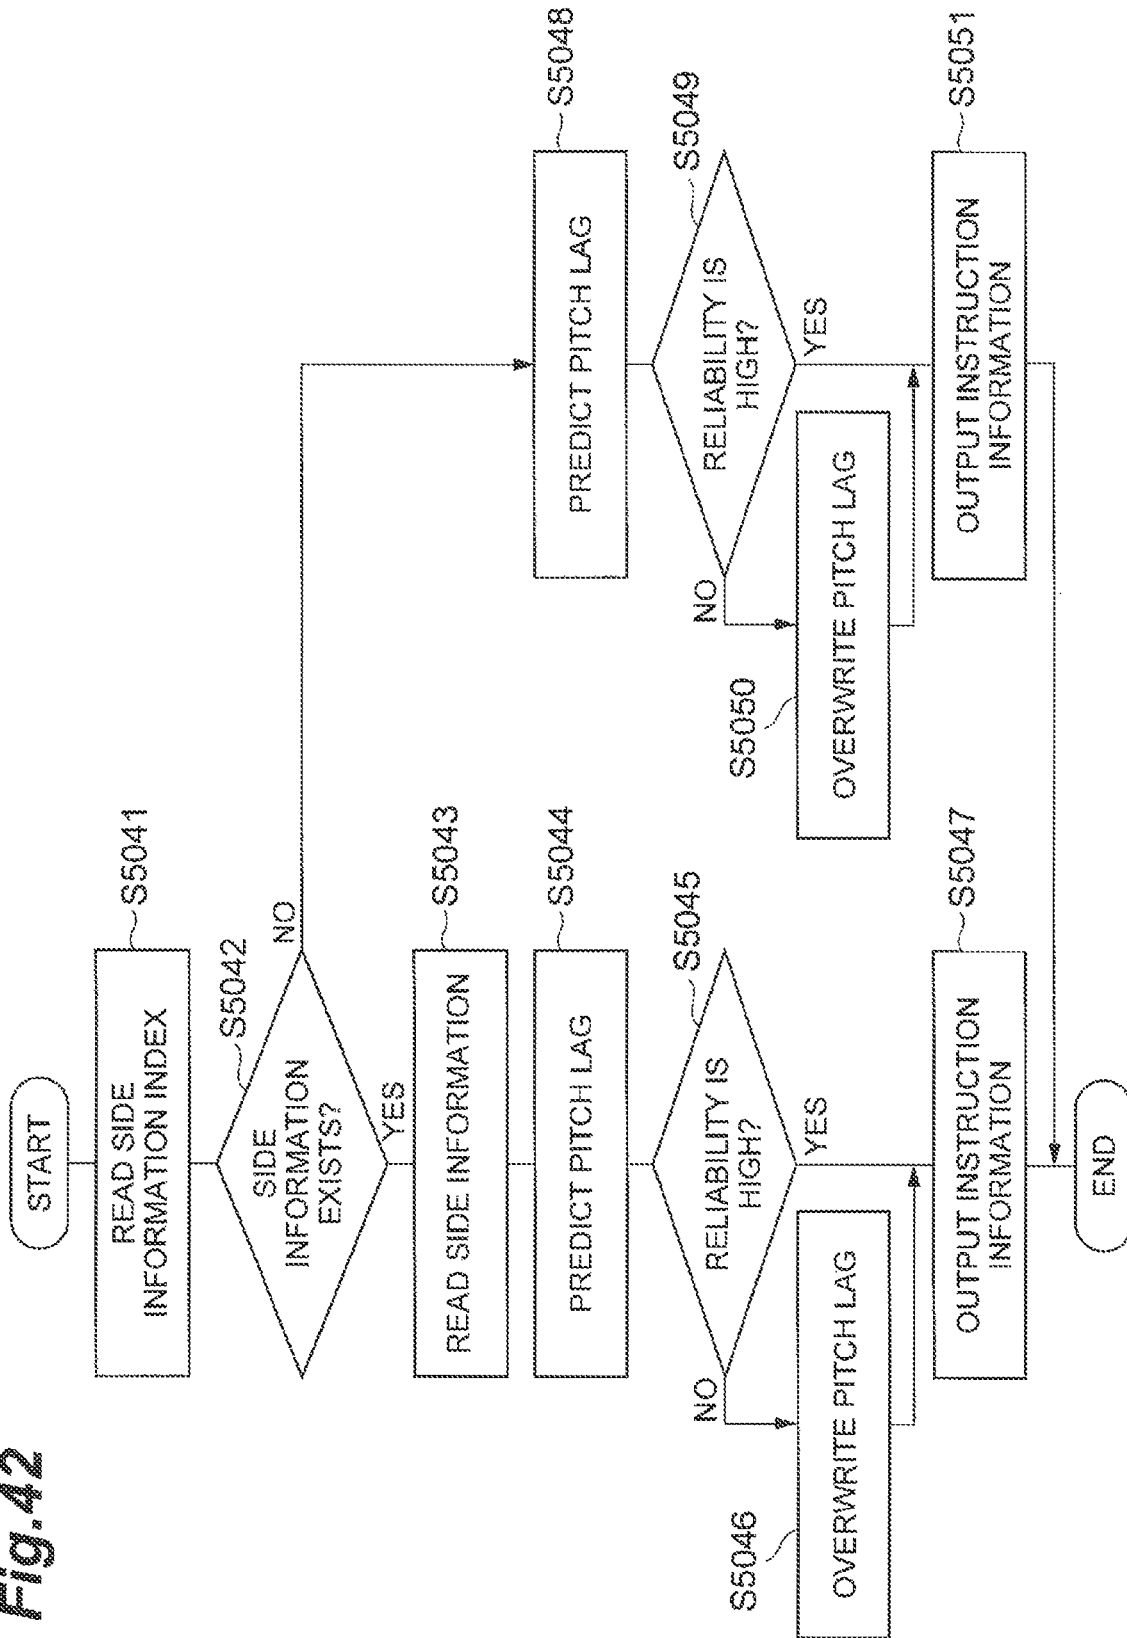 Fig.42
START
READ SIDE
INFORMATION INDEX
S5041
SIDE
INFORMATION
EXISTS?
S5042
NO
YES
READ SIDE INFORMATION
S5043
PREDICT PITCH LAG
S5044
RELIABILITY IS
HIGH?
S5045
NO
YES
S5046
OVERWRITE PITCH LAG
OUTPUT INSTRUCTION
INFORMATION
S5047
PREDICT PITCH LAG
S5048
RELIABILITY IS
HIGH?
S5049
NO
YES
S5050
OVERWRITE PITCH LAG
OUTPUT INSTRUCTION
INFORMATION
S5051
END